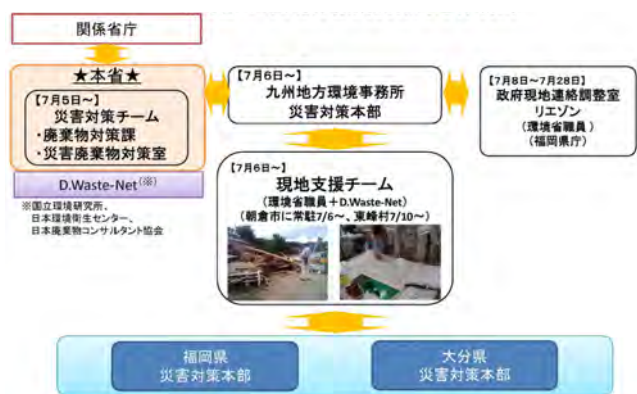 関係省庁
★本省★
【7月5日～】
災害対策チーム
・廃棄物対策課
・災害廃棄物対策室
D.Waste-Net(※)
※国立環境研究所、
日本環境衛生センター、
日本廃棄物コンサルタント協会
【7月6日～】
九州地方環境事務所
災害対策本部
【7月8日～7月28日】
政府現地連絡調整室
リエゾン
(環境省職員)
(福岡県庁)
【7月6日～】
現地支援チーム
(環境省職員＋D.Waste-Net)
(朝倉市に常駐7/6～、東峰村7/10～)
福岡県
災害対策本部
大分県
災害対策本部